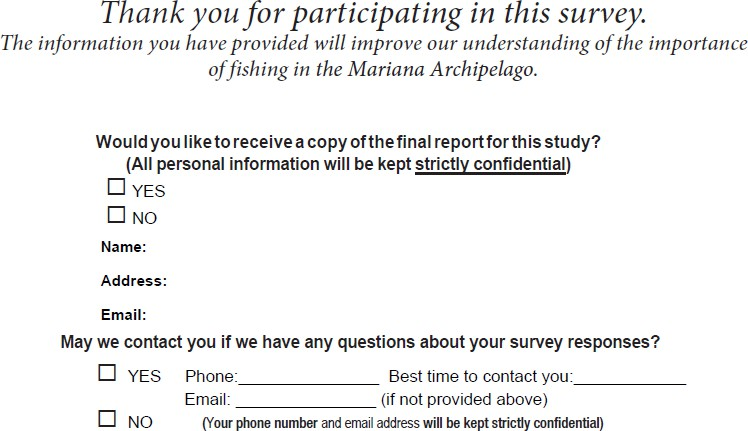 Thank you for participating in this survey.
The information you have provided will improve our understanding of the importance
of fishing in the Mariana Archipelago.
Would you like to receive a copy of the final report for this study?
(All personal information will be kept strictly confidential)
☐ YES
☐ NO
Name:
Address:
Email:
May we contact you if we have any questions about your survey responses?
☐ YES Phone:_________________ Best time to contact you:______________
Email: _________________ (if not provided above)
☐ NO (Your phone number and email address will be kept strictly confidential)